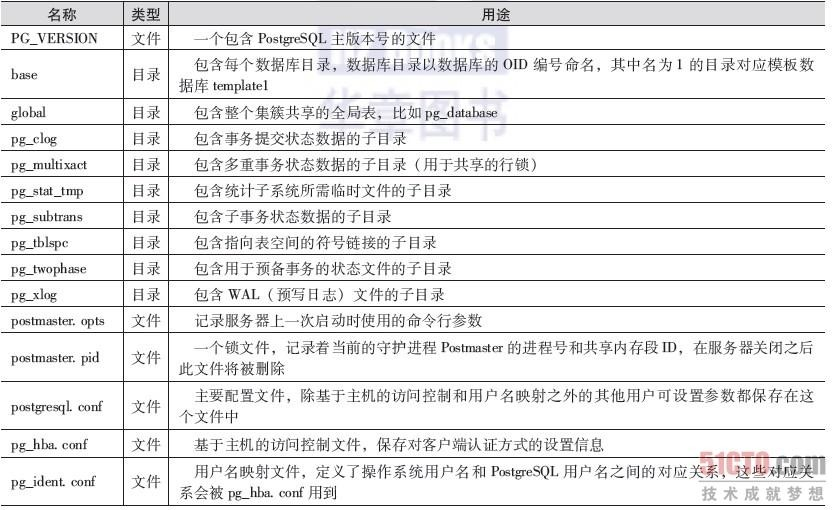 名称 类型 用途
PG_VERSION 文件 一个包含 PostgreSQL 主版本号的文件
base 目录 包含每个数据库目录，数据库目录以数据库的 OID 编号命名，其中名为 1 的目录对应模板数
据库 template1
global 目录 包含整个集簇共享的全局表，比如 pg_database
pg_clog 目录 包含事务提交状态数据的子目录
pg_multixact 目录 包含多重事务状态数据的子目录（用于共享的行锁）
pg_stat_tmp 目录 包含统计子系统所需临时文件的子目录
pg_subtrans 目录 包含子事务状态数据的子目录
pg_tblspc 目录 包含指向表空间的符号链接的子目录
pg_twophase 目录 包含用于预备事务的状态文件的子目录
pg_xlog 目录 包含 WAL（预写日志）文件的子目录
postmaster. opts 文件 记录服务器上一次启动时使用的命令行参数
postmaster. pid 文件 一个锁文件，记录着当前的守护进程 Postmaster 的进程号和共享内存段 ID，在服务器关闭之后
此文件将被删除
postgresql. conf 文件 主要配置文件，除基于主机的访问控制和用户名映射之外的其他用户可设置参数都保存在这
个文件中
pg_hba. conf 文件 基于主机的访问控制文件，保存对客户端认证方式的设置信息
pg_ident. conf 文件 用户名映射文件，定义了操作系统用户名和 PostgreSQL 用户名之间的对应关系，这些对应关
系会被 pg_hba. conf 用到
华章图书
51CTO.com
技术成就梦想